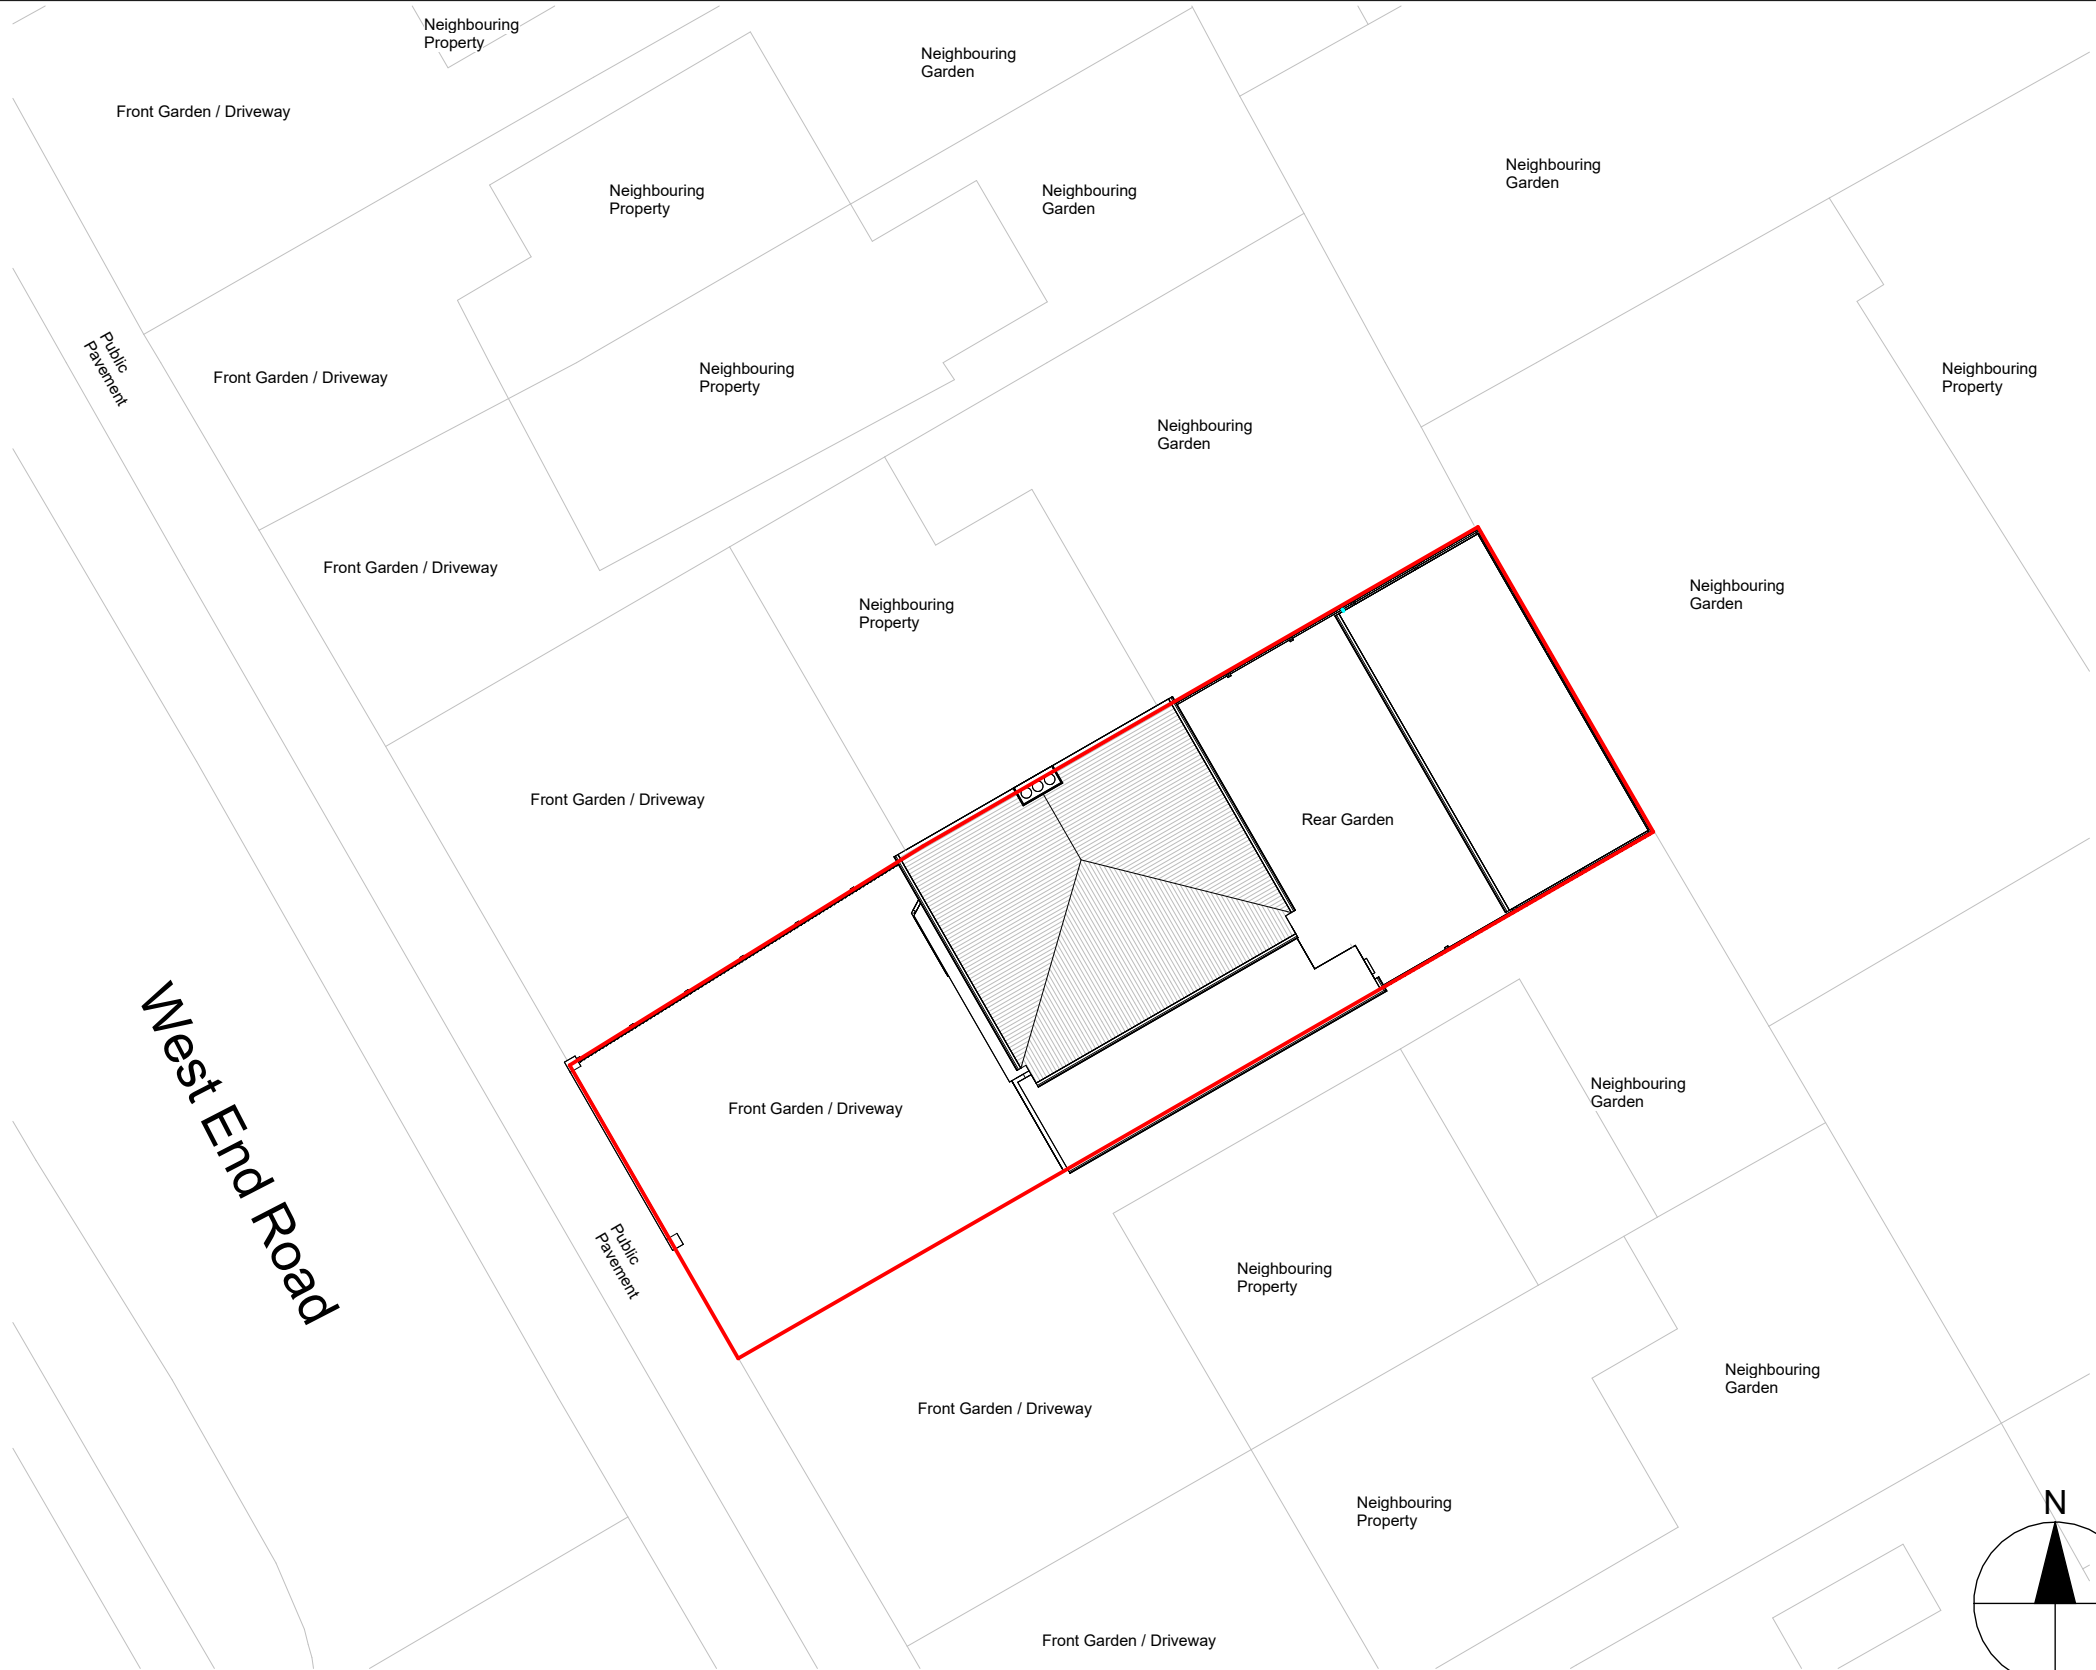 Neighbouring
Property
Neighbouring
Garden
Front Garden / Driveway
Neighbouring
Garden
Neighbouring
Property
Neighbouring
Garden
Public
Pavement
Front Garden / Driveway
Neighbouring
Property
Neighbouring
Property
Neighbouring
Garden
Front Garden / Driveway
Neighbouring
Property
Neighbouring
Garden
Front Garden / Driveway
Rear Garden
West End Road
Front Garden / Driveway
Neighbouring
Garden
Public
Pavement
Neighbouring
Property
Neighbouring
Garden
Front Garden / Driveway
Neighbouring
Property
N
Front Garden / Driveway